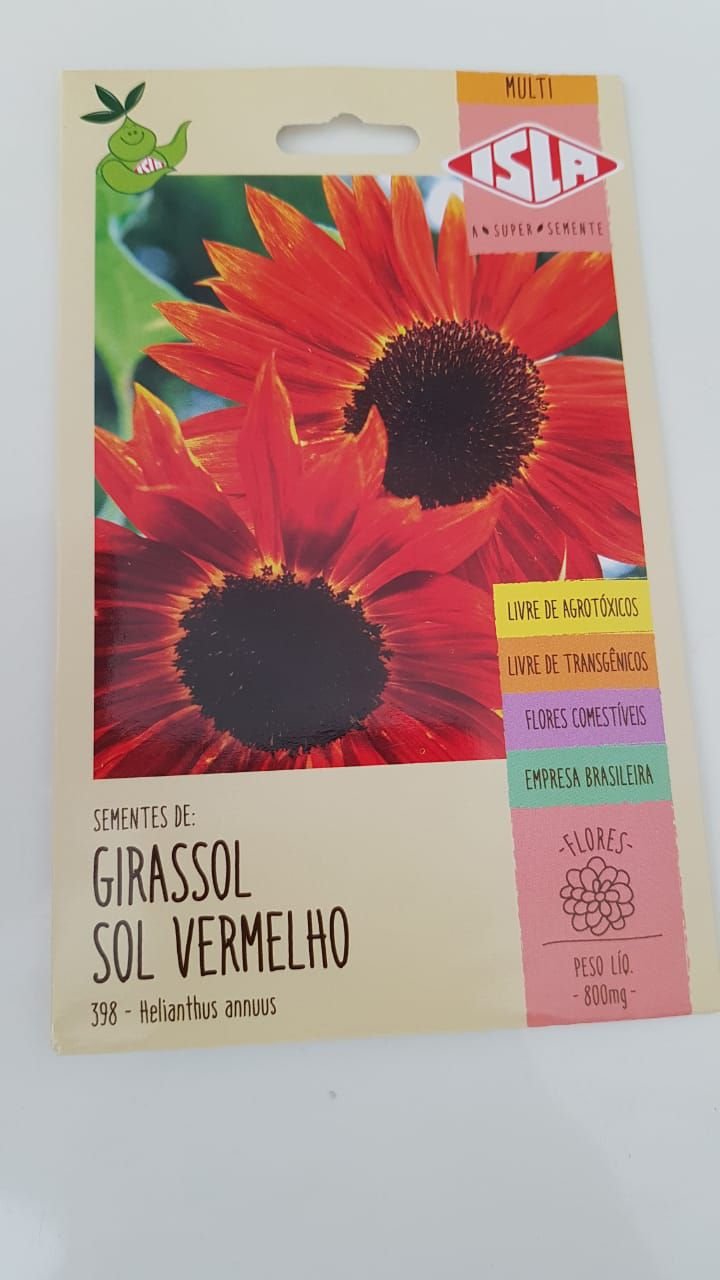 MULTI
ISLA
A SUPER SEMENTE
ISLA
LIVRE DE AGROTÓXICOS
LIVRE DE TRANSGÊNICOS
FLORES COMESTÍVEIS
EMPRESA BRASILEIRA
SEMENTES DE:
GIRASSOL
SOL VERMELHO
398 - Helianthus annuus
-FLORES-
PESO LÍQ.
- 800mg -